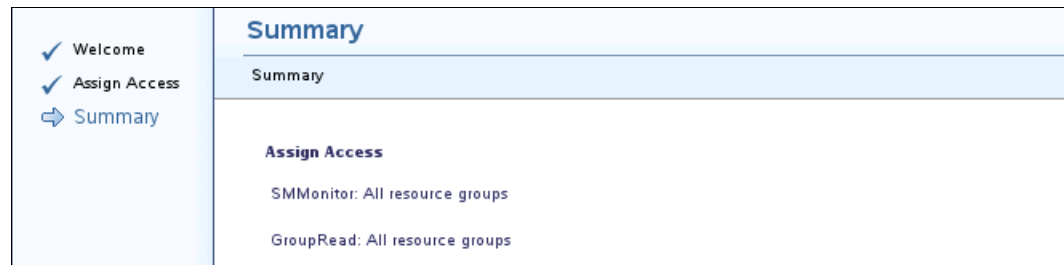 Welcome
Assign Access
Summary
Summary
Summary
Assign Access
SMMonitor: All resource groups
GroupRead: All resource groups